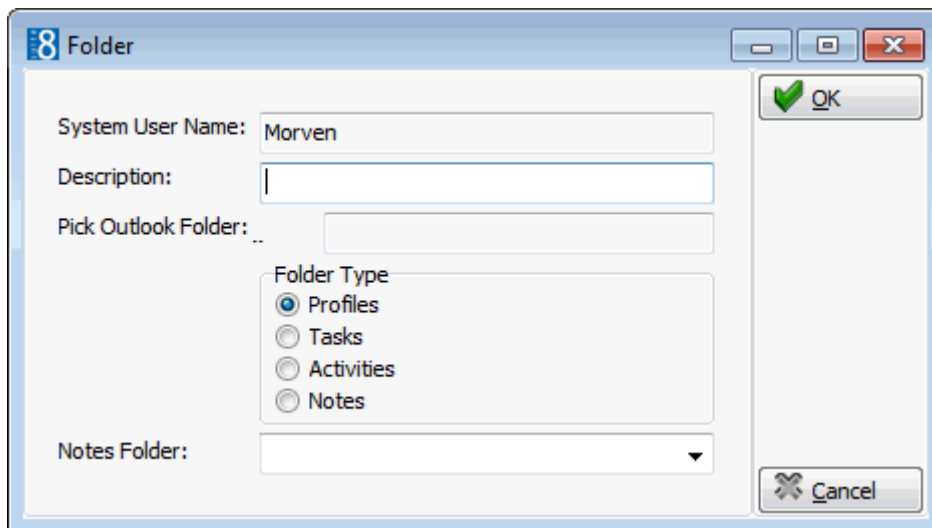 8 Folder
System User Name: Morven
Description:
Pick Outlook Folder: ..
Folder Type
Profiles
Tasks
Activities
Notes
Notes Folder:
OK
Cancel